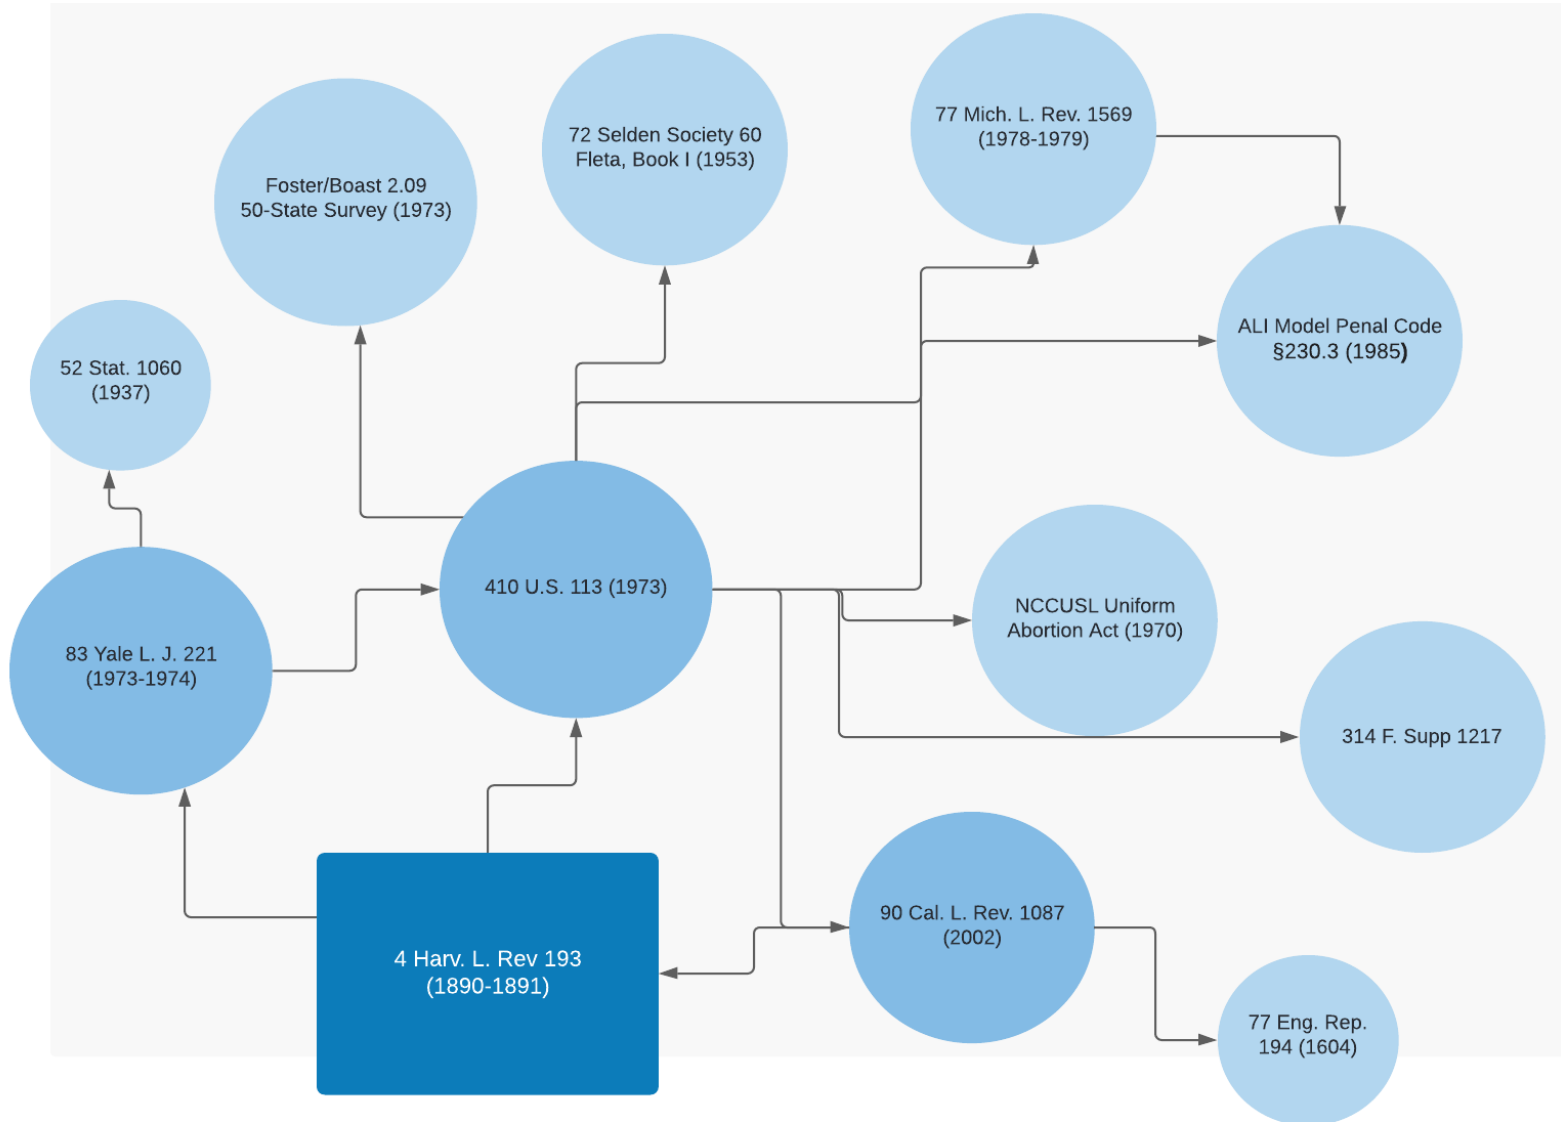 77 Mich. L. Rev. 1569
(1978-1979)
72 Selden Society 60
Fleta, Book I (1953)
Foster/Boast 2.09
50-State Survey (1973)
ALI Model Penal Code
§230.3 (1985)
52 Stat. 1060
(1937)
410 U.S. 113 (1973)
NCCUSL Uniform
Abortion Act (1970)
83 Yale L. J. 221
(1973-1974)
314 F. Supp 1217
90 Cal. L. Rev. 1087
(2002)
4 Harv. L. Rev 193
(1890-1891)
77 Eng. Rep.
194 (1604)